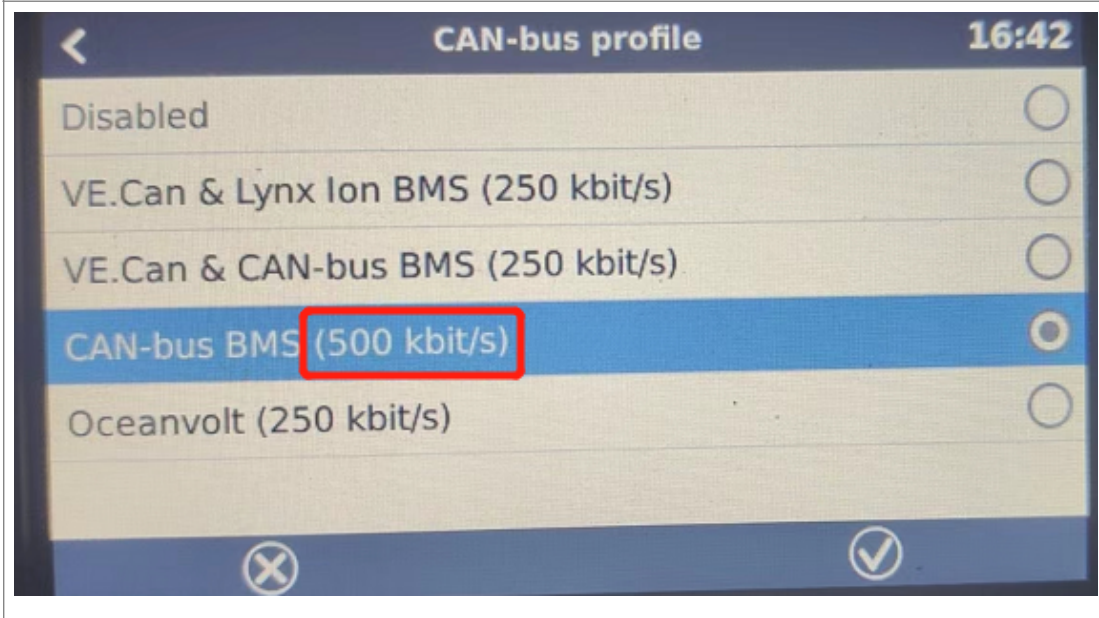 CAN-bus profile 16:42
Disabled
VE.Can & Lynx Ion BMS (250 kbit/s)
VE.Can & CAN-bus BMS (250 kbit/s)
CAN-bus BMS (500 kbit/s)
Oceanvolt (250 kbit/s)